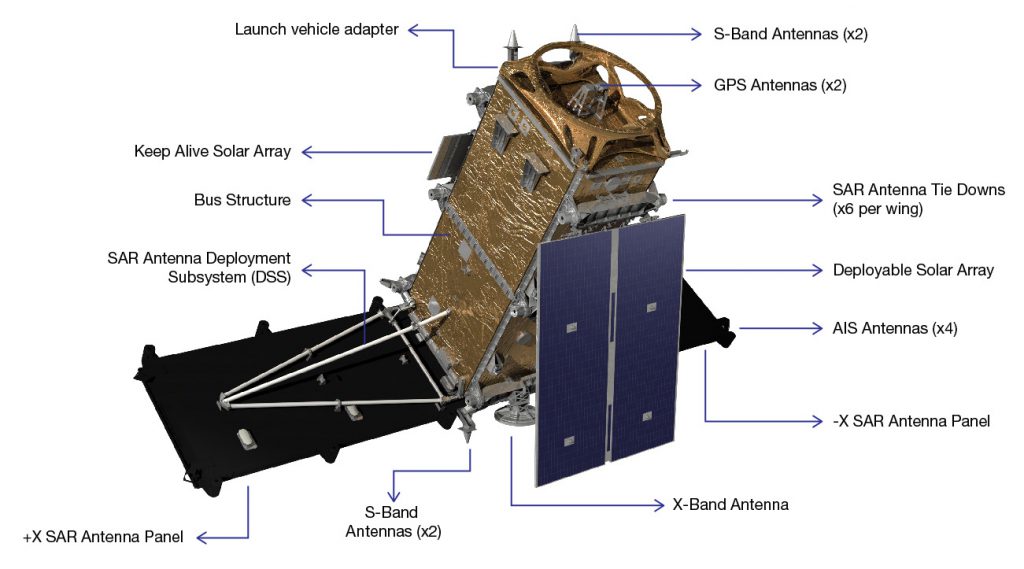 Launch vehicle adapter
S-Band Antennas (x2)
GPS Antennas (x2)
Keep Alive Solar Array
Bus Structure
SAR Antenna Tie Downs
(x6 per wing)
SAR Antenna Deployment
Subsystem (DSS)
Deployable Solar Array
AIS Antennas (x4)
-X SAR Antenna Panel
X-Band Antenna
S-Band
Antennas (x2)
+X SAR Antenna Panel